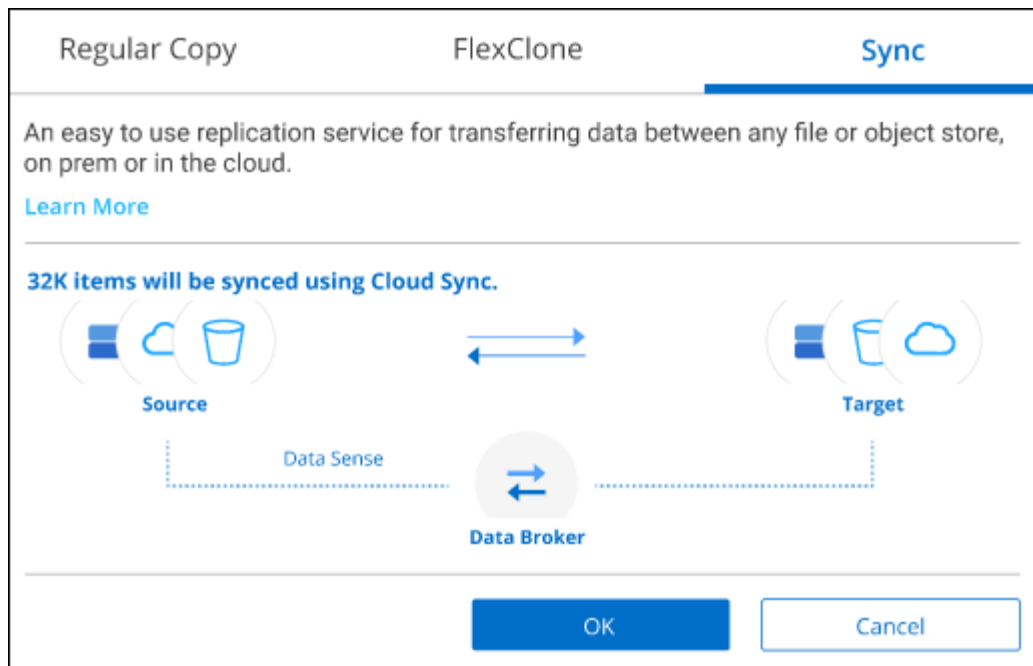 Regular Copy
FlexClone
Sync
An easy to use replication service for transferring data between any file or object store,
on prem or in the cloud.
Learn More
32K items will be synced using Cloud Sync.
Source
Target
Data Sense
Data Broker
OK
Cancel